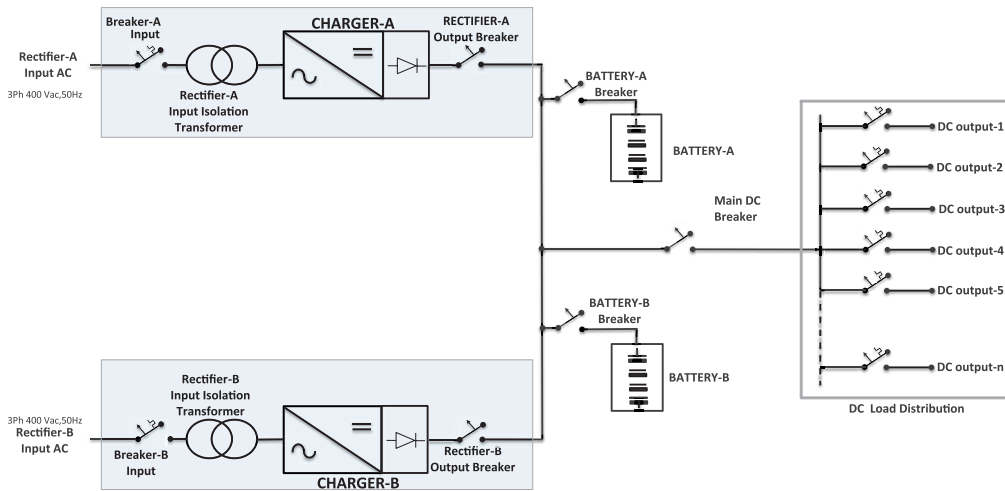 Breaker-A
Input
CHARGER-A
RECTIFIER-A
Output Breaker
Rectifier-A
Input AC
3Ph 400 Vac,50Hz
Rectifier-A
Input Isolation
Transformer
BATTERY-A
Breaker
BATTERY-A
Main DC
Breaker
DC output-1
DC output-2
DC output-3
DC output-4
DC output-5
DC output-n
DC Load Distribution
BATTERY-B
Breaker
BATTERY-B
Rectifier-B
Input Isolation
Transformer
3Ph 400 Vac,50Hz
Rectifier-B
Input AC
Breaker-B
Input
Rectifier-B
Output Breaker
CHARGER-B